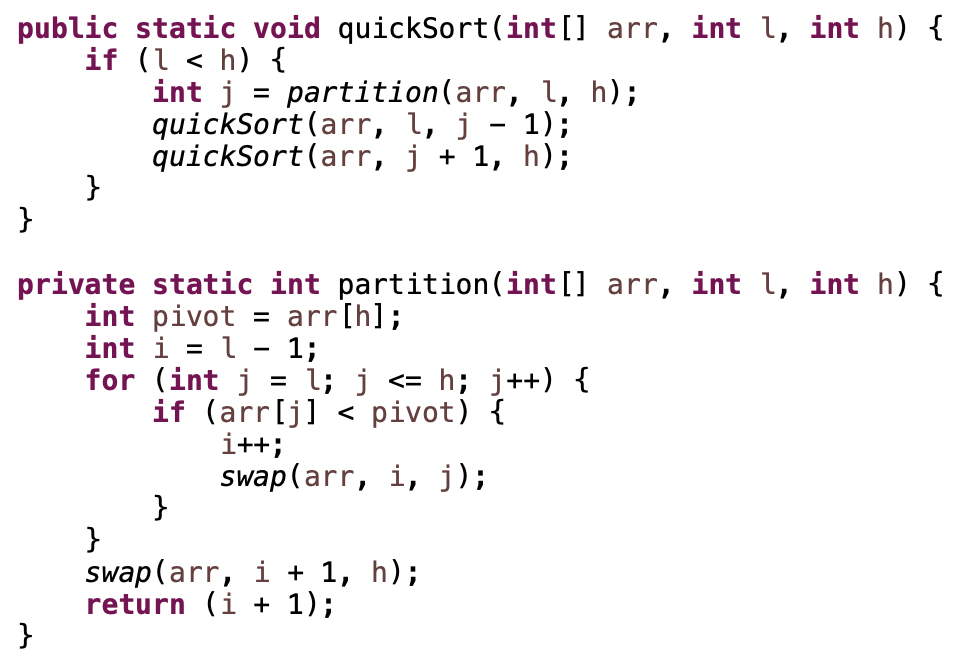 public static void quickSort(int[] arr, int l, int h) {
    if (l < h) {
        int j = partition(arr, l, h);
        quickSort(arr, l, j - 1);
        quickSort(arr, j + 1, h);
    }
}

private static int partition(int[] arr, int l, int h) {
    int pivot = arr[h];
    int i = l - 1;
    for (int j = l; j <= h; j++) {
        if (arr[j] < pivot) {
            i++;
            swap(arr, i, j);
        }
    }
    swap(arr, i + 1, h);
    return (i + 1);
}